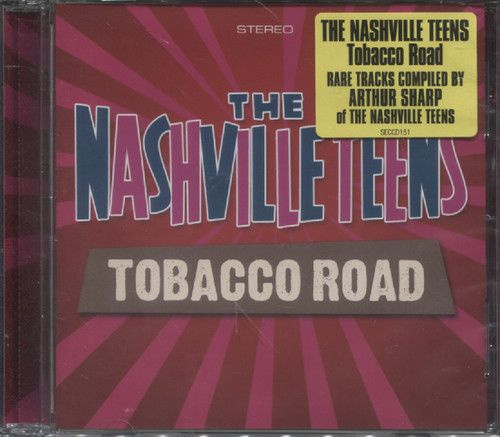 STEREO
THE
NASHVILLE TEENS
TOBACCO ROAD
THE NASHVILLE TEENS
Tobacco Road
RARE TRACKS COMPILED BY
ARTHUR SHARP
of THE NASHVILLE TEENS
SECCD151